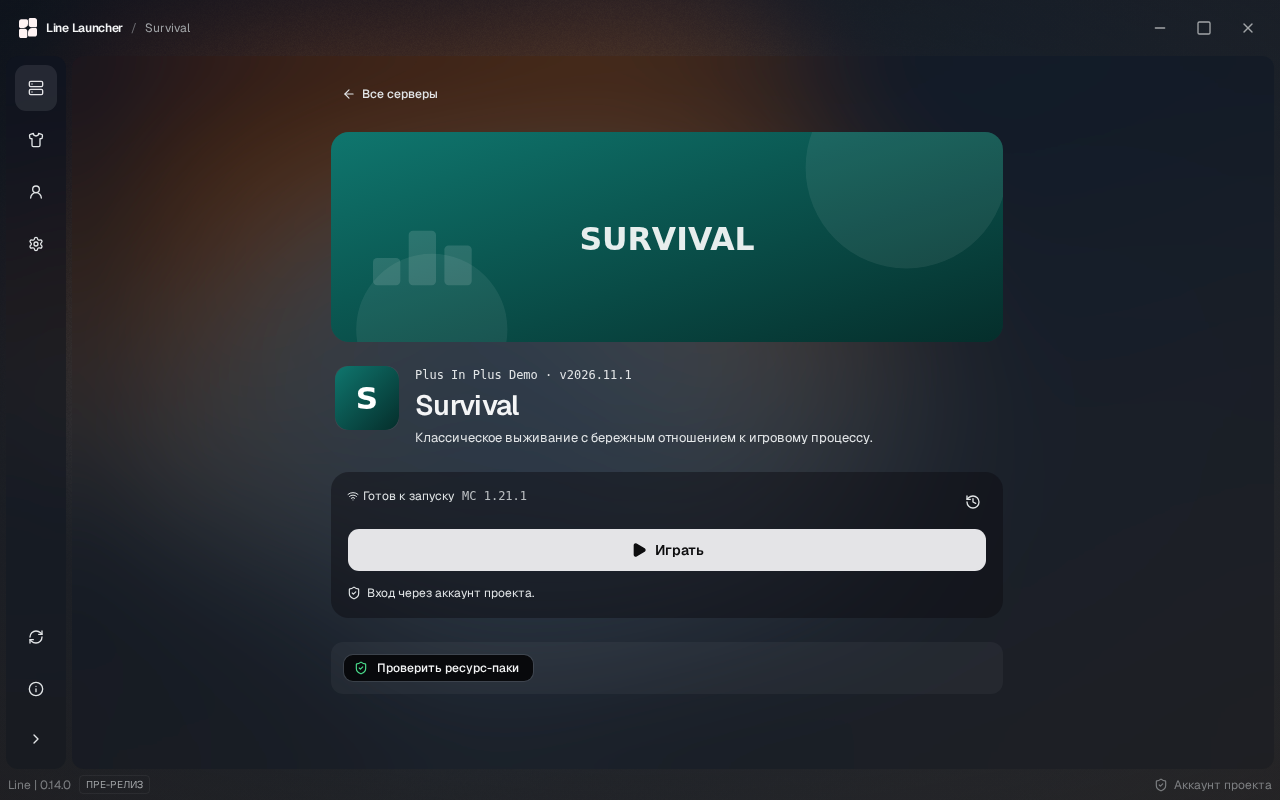 Line Launcher / Survival
Все серверы
SURVIVAL
S
Plus In Plus Demo · v2026.11.1
Survival
Классическое выживание с бережным отношением к игровому процессу.
Готов к запуску MC 1.21.1
Играть
Вход через аккаунт проекта.
Проверить ресурс-паки
Line | 0.14.0 ПРЕ-РЕЛИЗ
Аккаунт проекта